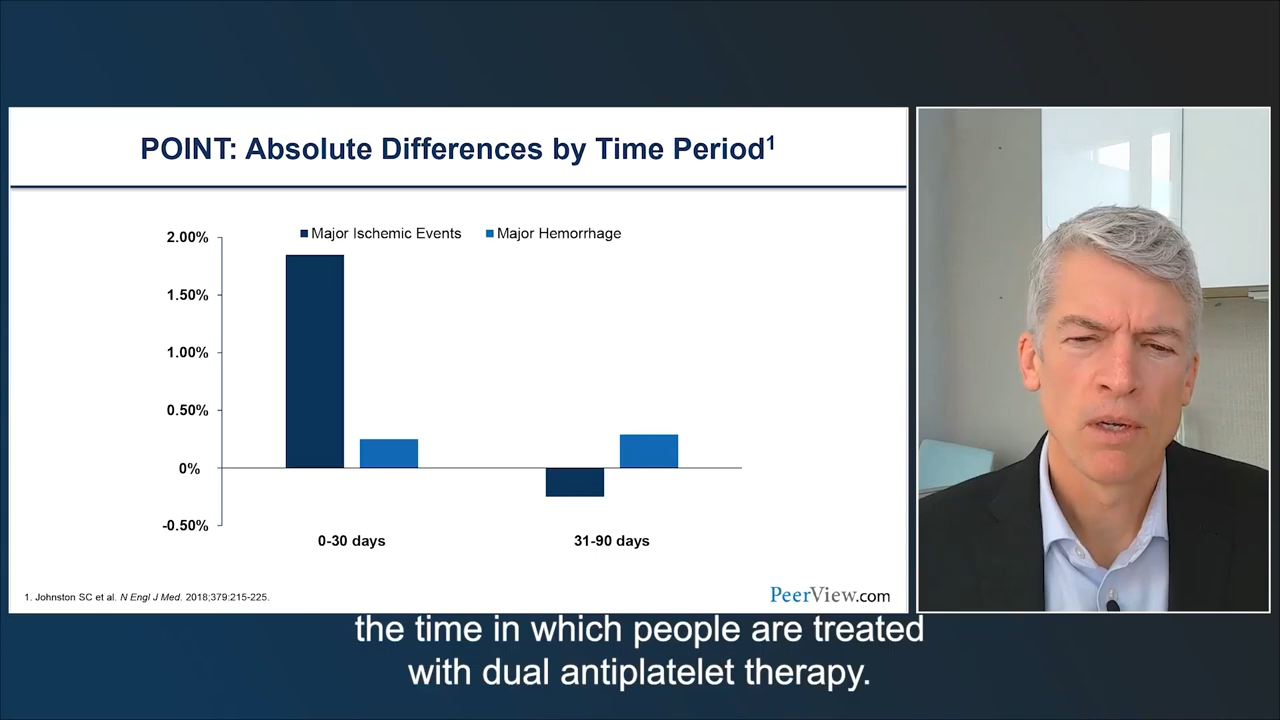 POINT: Absolute Differences by Time Period¹
Major Ischemic Events
Major Hemorrhage
2.00%
1.50%
1.00%
0.50%
0%
-0.50%
0-30 days
31-90 days
1. Johnston SC et al. N Engl J Med. 2018;379:215-225.
PeerView.com
the time in which people are treated
with dual antiplatelet therapy.